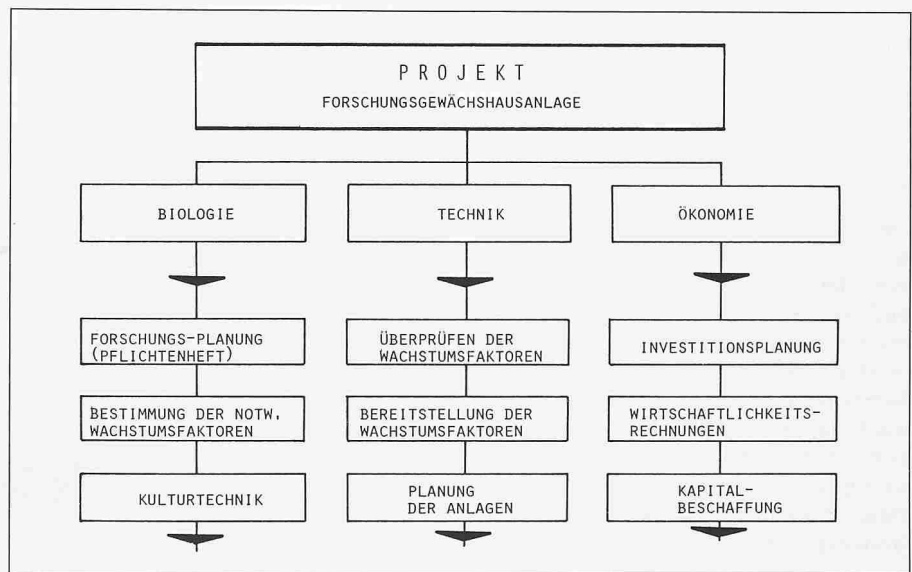 PROJEKT
FORSCHUNGSGEWÄCHSHAUSANLAGE
BIOLOGIE
TECHNIK
ÖKONOMIE
FORSCHUNGS-PLANUNG
(PFLICHTENHEFT)
ÜBERPRÜFEN DER
WACHSTUMSFAKTOREN
INVESTITIONSPLANUNG
BESTIMMUNG DER NOTW.
WACHSTUMSFAKTOREN
BEREITSTELLUNG DER
WACHSTUMSFAKTOREN
WIRTSCHAFTLICHKEITS-
RECHNUNGEN
KULTURTECHNIK
PLANUNG
DER ANLAGEN
KAPITAL-
BESCHAFFUNG